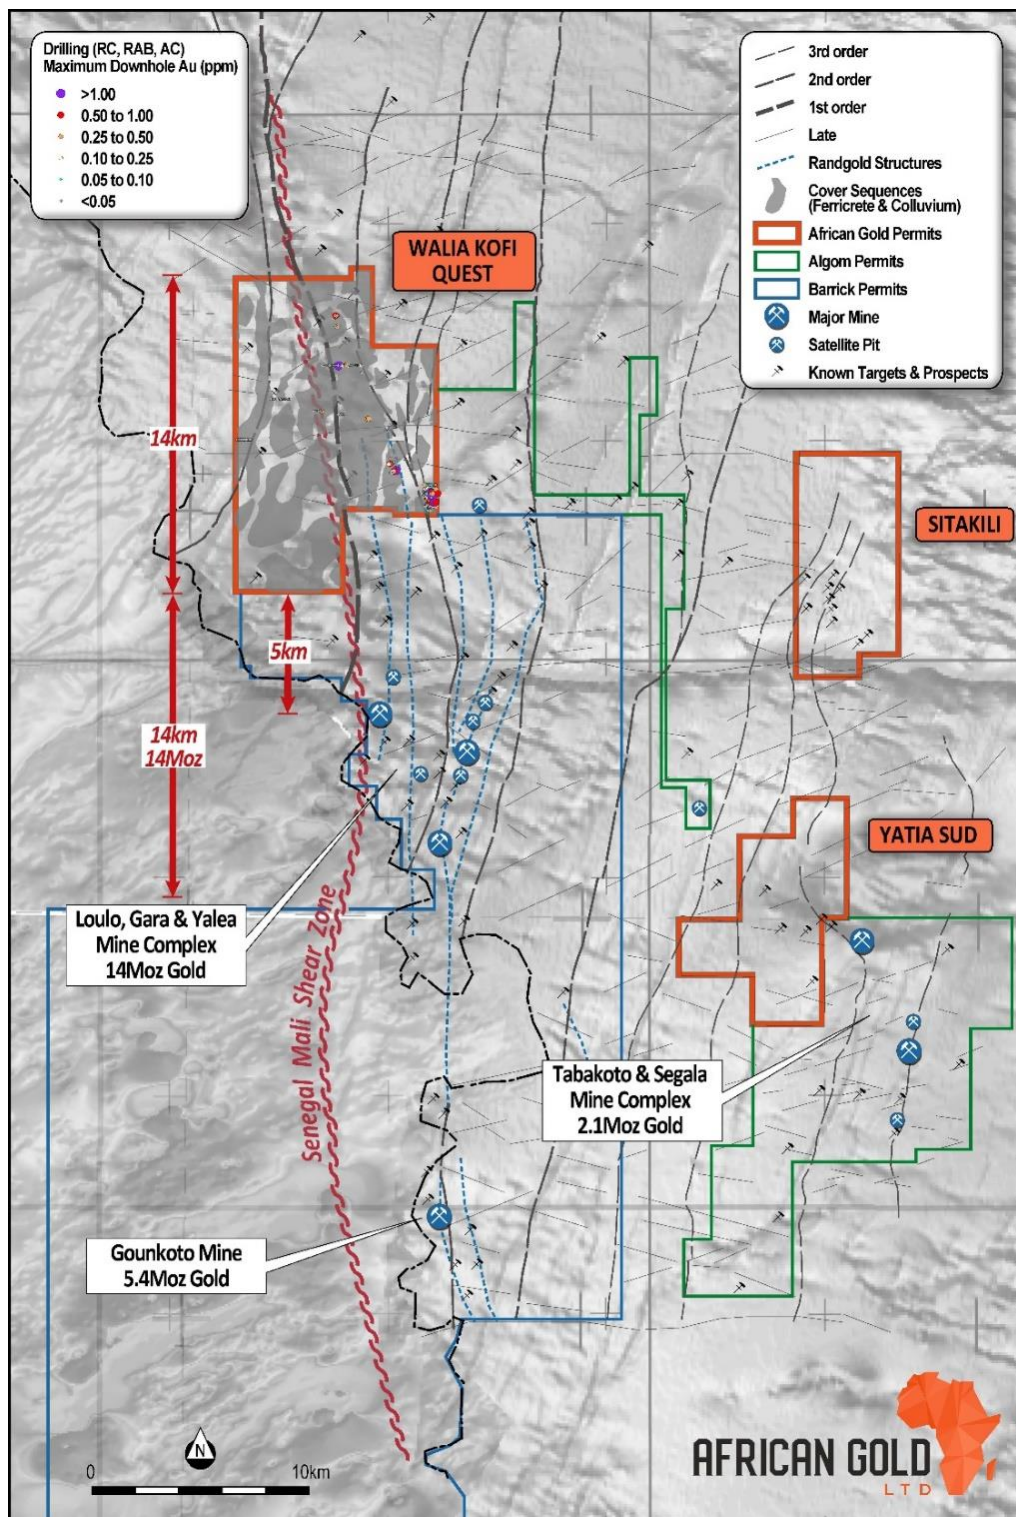 Drilling (RC, RAB, AC)
Maximum Downhole Au (ppm)
>1.00
0.50 to 1.00
0.25 to 0.50
0.10 to 0.25
0.05 to 0.10
<0.05
3rd order
2nd order
1st order
Late
Randgold Structures
Cover Sequences
(Ferricrete & Colluvium)
African Gold Permits
Algom Permits
Barrick Permits
Major Mine
Satellite Pit
Known Targets & Prospects
WALIA KOFI
QUEST
14km
SITAKILI
5km
14km
14Moz
YATIA SUD
Loulo, Gara & Yalea
Mine Complex
14Moz Gold
Senegal Mali Shear Zone
Tabakoto & Segala
Mine Complex
2.1Moz Gold
Gounkoto Mine
5.4Moz Gold
N
0 10km
AFRICAN GOLD
LTD